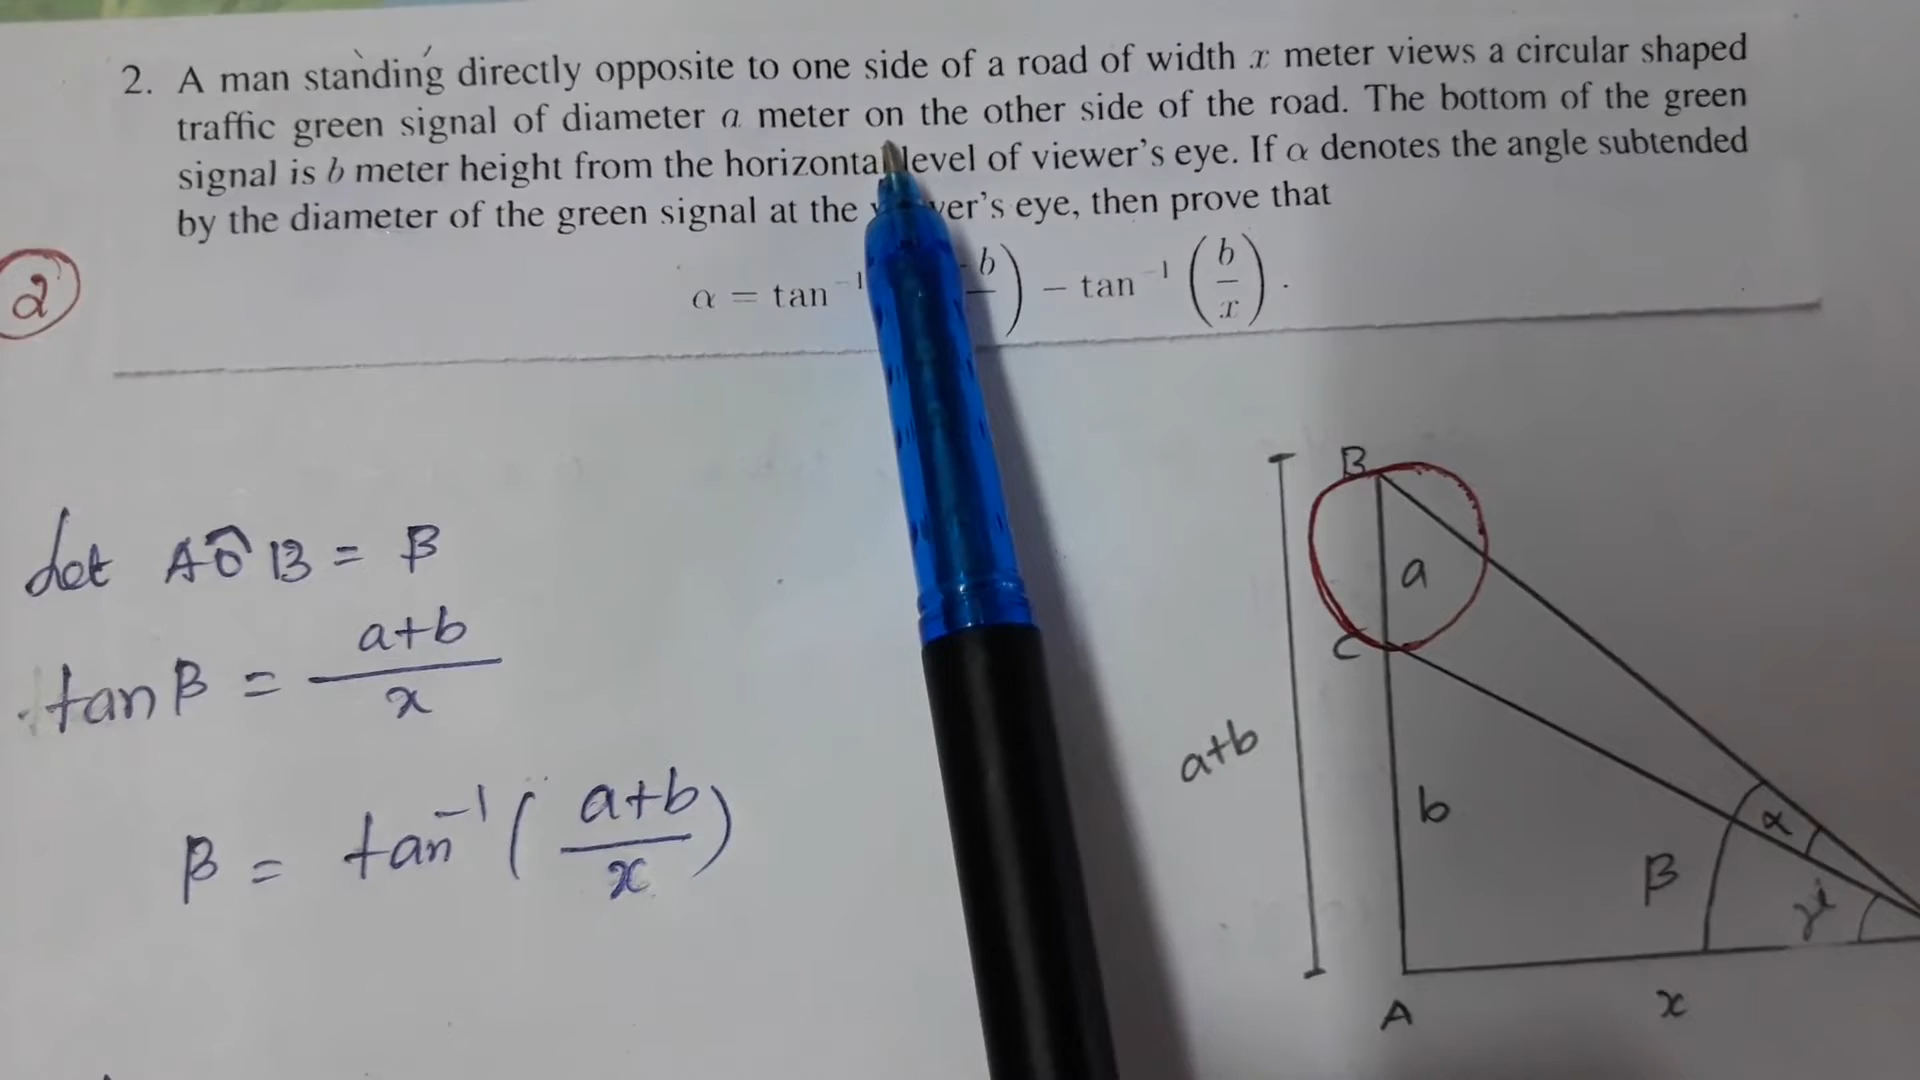 2. A man standing directly opposite to one side of a road of width x meter views a circular shaped
traffic green signal of diameter a meter on the other side of the road. The bottom of the green
signal is b meter height from the horizontal level of viewer's eye. If α denotes the angle subtended
by the diameter of the green signal at the eye, then prove that
2
α = tan⁻¹ b ) − tan⁻¹ (b/x).
Let AÔB = β
tan β = a+b / x
β = tan⁻¹ (a+b / x)
B
a
C
a+b
b
α
β
A
x